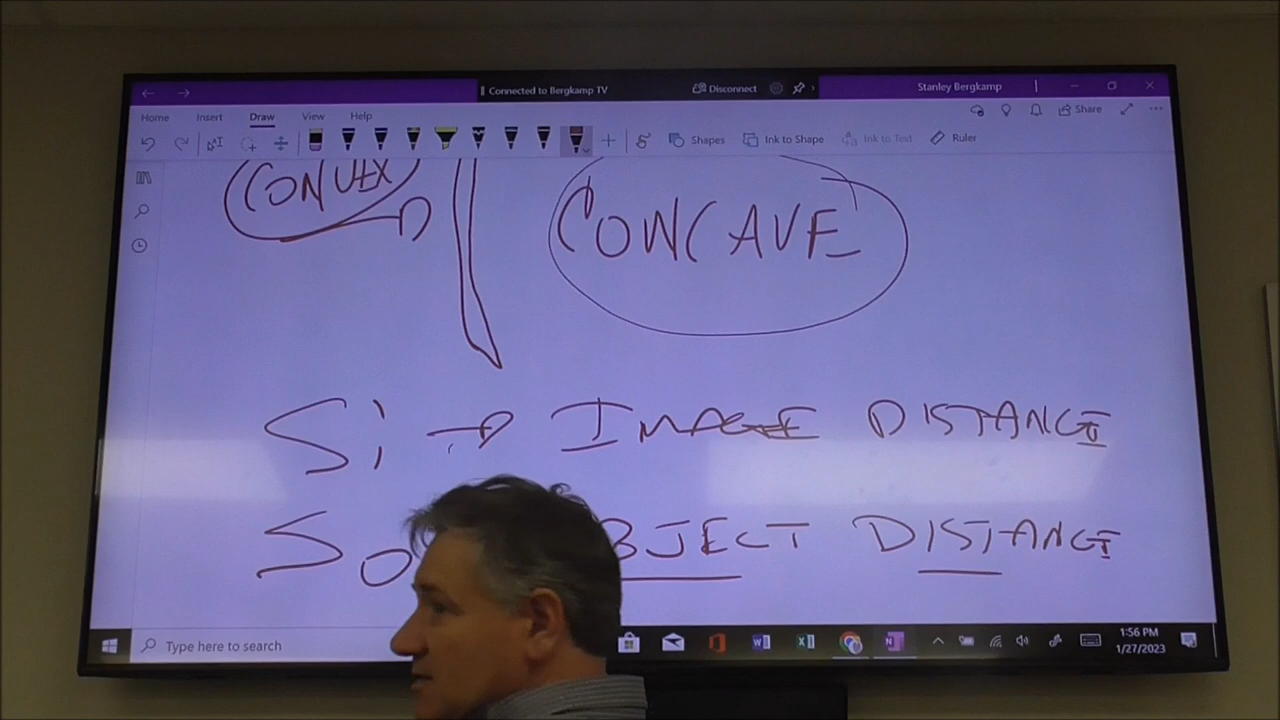 Connected to Bergkamp TV
Disconnect
Stanley Bergkamp
Home Insert Draw View Help
Share
Shapes Ink to Shape Ink to Text Ruler
CONVEX
CONCAVE
Si → IMAGE DISTANCE
So BJECT DISTANCE
Type here to search
1:56 PM
1/27/2023